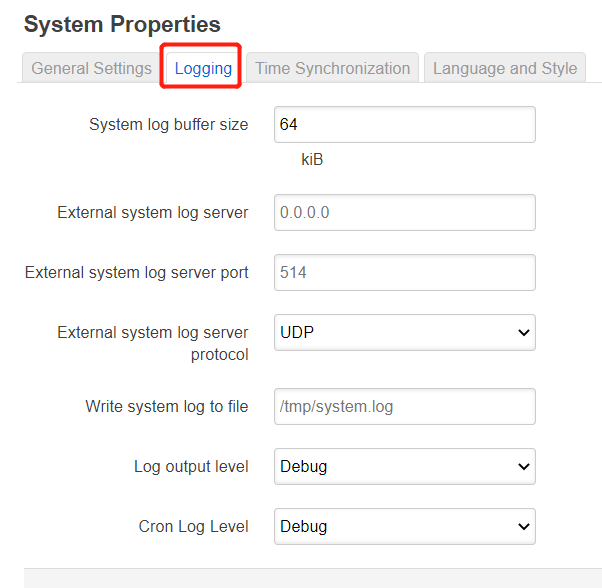 System Properties
General Settings Logging Time Synchronization Language and Style
System log buffer size 64
kiB
External system log server 0.0.0.0
External system log server port 514
External system log server protocol UDP
Write system log to file /tmp/system.log
Log output level Debug
Cron Log Level Debug